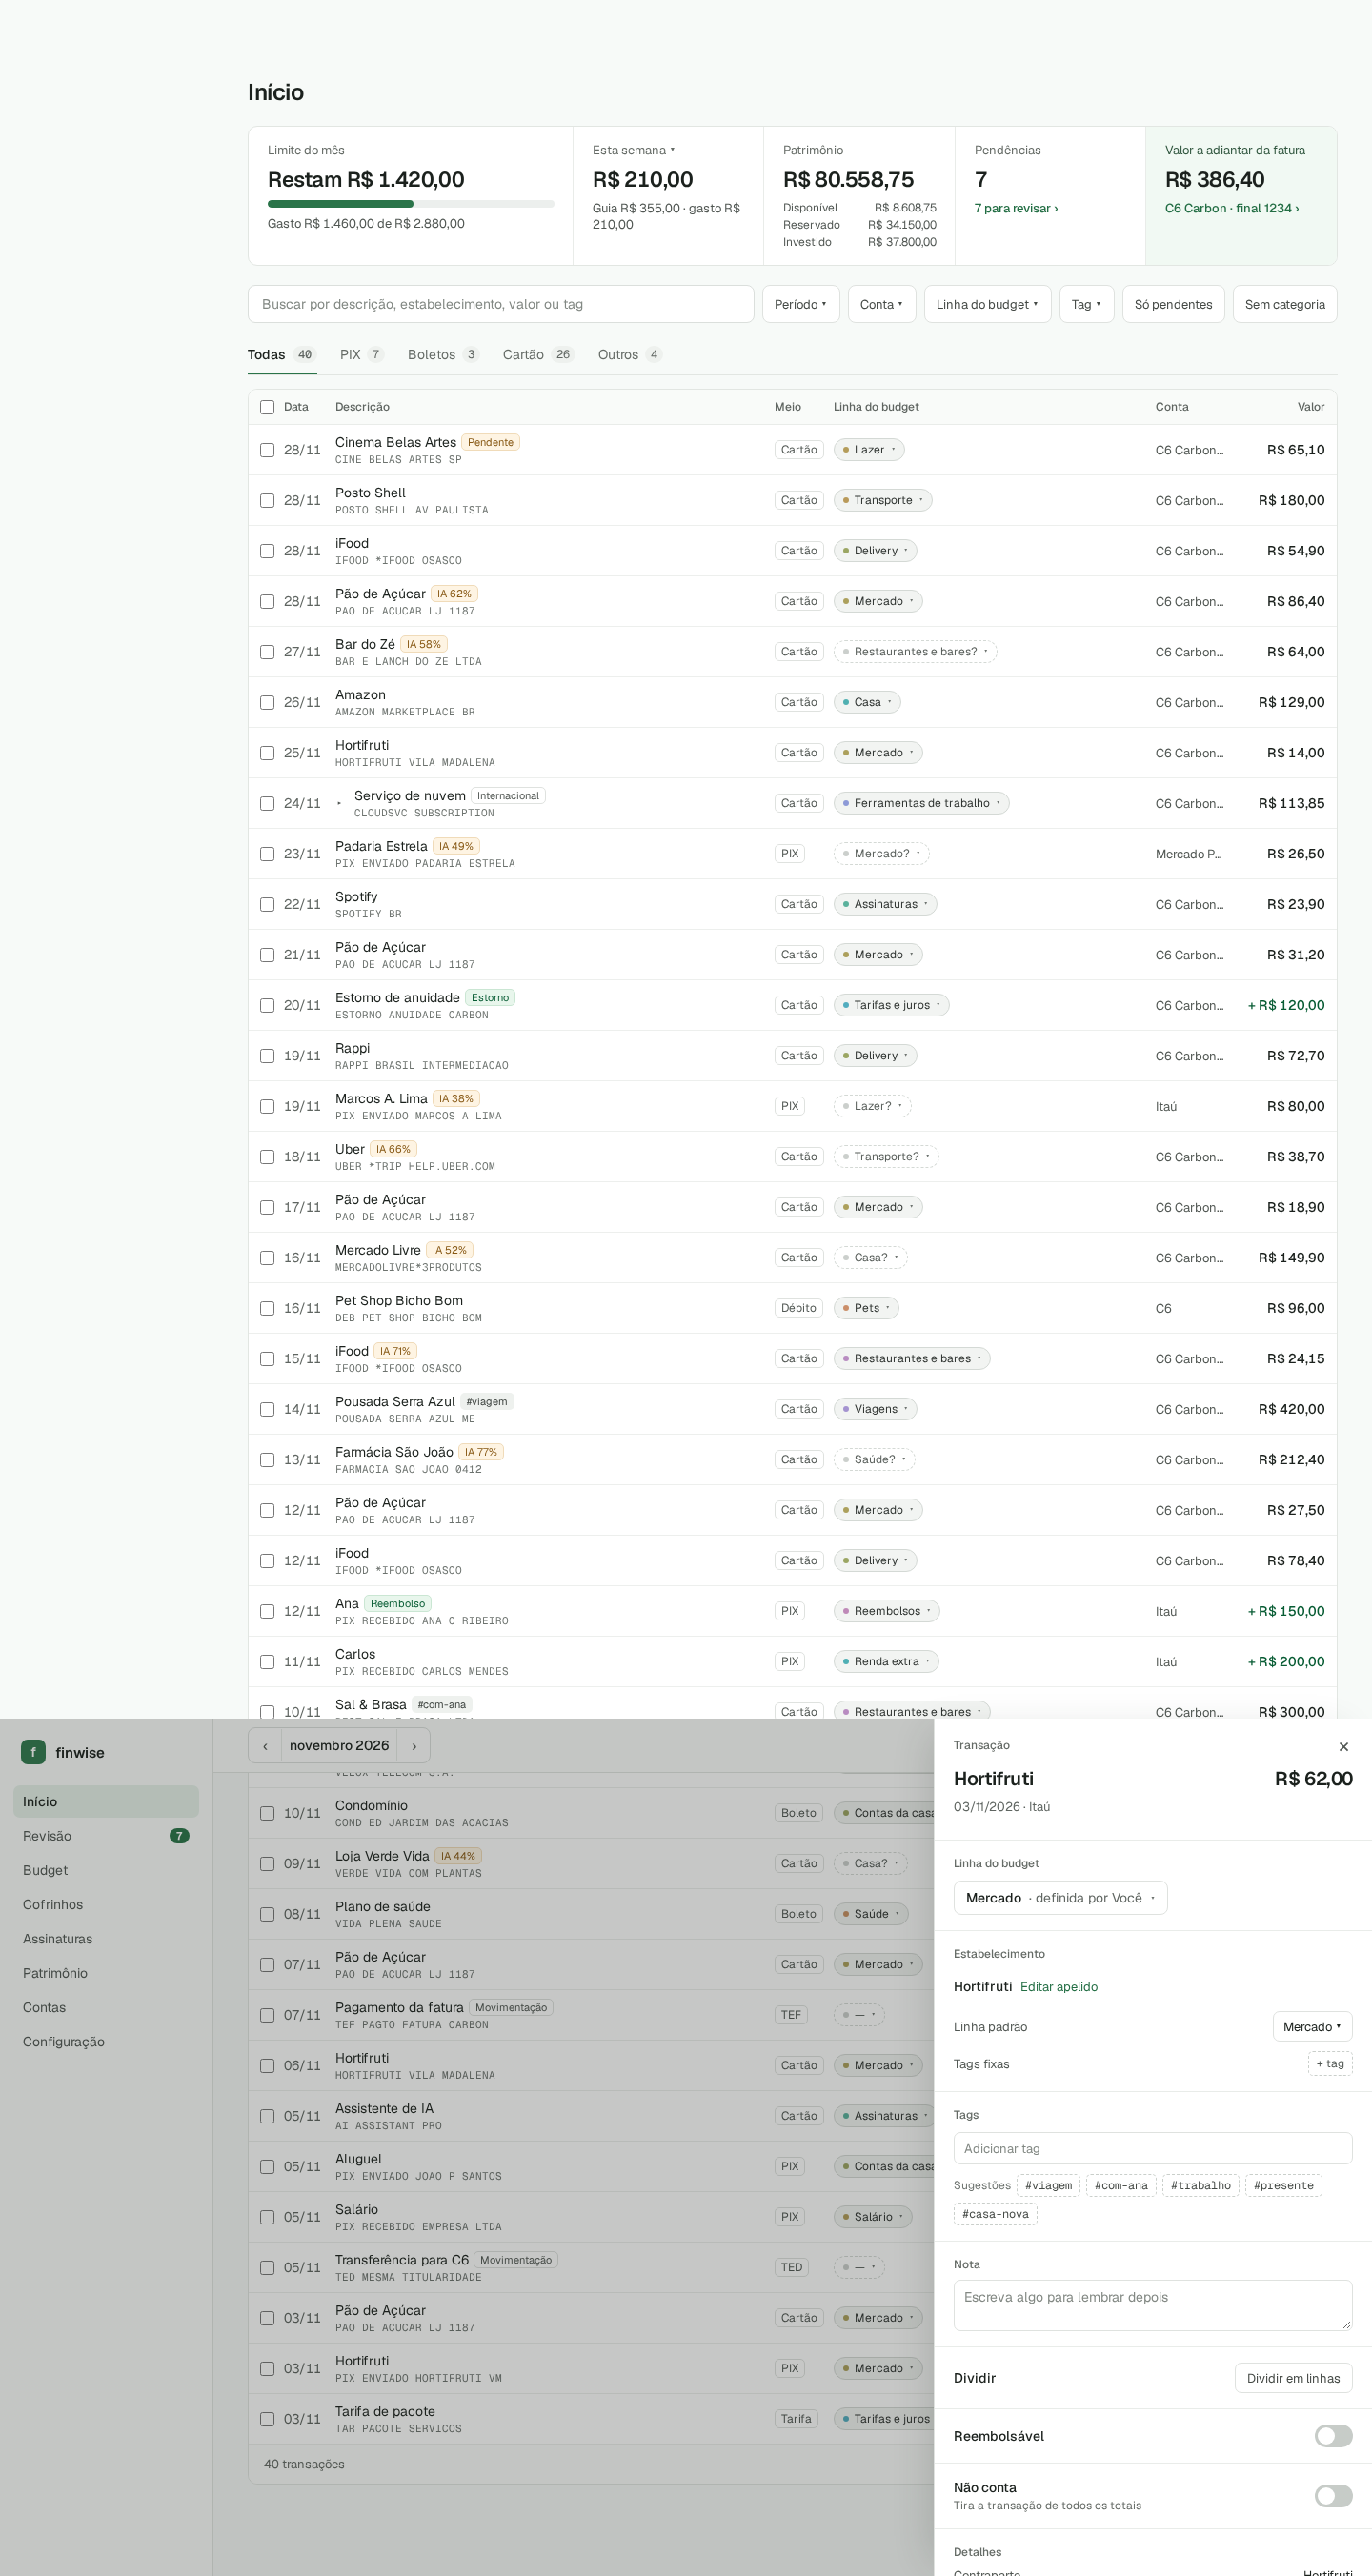 Início
Limite do mês
Restam R$ 1.420,00
Gasto R$ 1.460,00 de R$ 2.880,00
Esta semana
R$ 210,00
Guia R$ 355,00 · gasto R$
210,00
Patrimônio
R$ 80.558,75
Disponível R$ 8.608,75
Reservado R$ 34.150,00
Investido R$ 37.800,00
Pendências
7
7 para revisar ›
Valor a adiantar da fatura
R$ 386,40
C6 Carbon · final 1234 ›
Buscar por descrição, estabelecimento, valor ou tag
Período Conta Linha do budget Tag Só pendentes Sem categoria
Todas 40 PIX 7 Boletos 3 Cartão 26 Outros 4
Data Descrição Meio Linha do budget Conta Valor
28/11 Cinema Belas Artes Pendente Cartão Lazer C6 Carbon... R$ 65,10
CINE BELAS ARTES SP
28/11 Posto Shell Cartão Transporte C6 Carbon... R$ 180,00
POSTO SHELL AV PAULISTA
28/11 iFood Cartão Delivery C6 Carbon... R$ 54,90
IFOOD *IFOOD OSASCO
28/11 Pão de Açúcar IA 62% Cartão Mercado C6 Carbon... R$ 86,40
PAO DE ACUCAR LJ 1187
27/11 Bar do Zé IA 58% Cartão Restaurantes e bares? C6 Carbon... R$ 64,00
BAR E LANCH DO ZE LTDA
26/11 Amazon Cartão Casa C6 Carbon... R$ 129,00
AMAZON MARKETPLACE BR
25/11 Hortifruti Cartão Mercado C6 Carbon... R$ 14,00
HORTIFRUTI VILA MADALENA
24/11 Serviço de nuvem Internacional Cartão Ferramentas de trabalho C6 Carbon... R$ 113,85
CLOUDSVC SUBSCRIPTION
23/11 Padaria Estrela IA 49% PIX Mercado? Mercado P... R$ 26,50
PIX ENVIADO PADARIA ESTRELA
22/11 Spotify Cartão Assinaturas C6 Carbon... R$ 23,90
SPOTIFY BR
21/11 Pão de Açúcar Cartão Mercado C6 Carbon... R$ 31,20
PAO DE ACUCAR LJ 1187
20/11 Estorno de anuidade Estorno Cartão Tarifas e juros C6 Carbon... + R$ 120,00
ESTORNO ANUIDADE CARBON
19/11 Rappi Cartão Delivery C6 Carbon... R$ 72,70
RAPPI BRASIL INTERMEDIACAO
19/11 Marcos A. Lima IA 38% PIX Lazer? Itaú R$ 80,00
PIX ENVIADO MARCOS A LIMA
18/11 Uber IA 66% Cartão Transporte? C6 Carbon... R$ 38,70
UBER *TRIP HELP.UBER.COM
17/11 Pão de Açúcar Cartão Mercado C6 Carbon... R$ 18,90
PAO DE ACUCAR LJ 1187
16/11 Mercado Livre IA 52% Cartão Casa? C6 Carbon... R$ 149,90
MERCADOLIVRE*3PRODUTOS
16/11 Pet Shop Bicho Bom Débito Pets C6 R$ 96,00
DEB PET SHOP BICHO BOM
15/11 iFood IA 71% Cartão Restaurantes e bares C6 Carbon... R$ 24,15
IFOOD *IFOOD OSASCO
14/11 Pousada Serra Azul #viagem Cartão Viagens C6 Carbon... R$ 420,00
POUSADA SERRA AZUL ME
13/11 Farmácia São João IA 77% Cartão Saúde? C6 Carbon... R$ 212,40
FARMACIA SAO JOAO 0412
12/11 Pão de Açúcar Cartão Mercado C6 Carbon... R$ 27,50
PAO DE ACUCAR LJ 1187
12/11 iFood Cartão Delivery C6 Carbon... R$ 78,40
IFOOD *IFOOD OSASCO
12/11 Ana Reembolso PIX Reembolsos Itaú + R$ 150,00
PIX RECEBIDO ANA C RIBEIRO
11/11 Carlos PIX Renda extra Itaú + R$ 200,00
PIX RECEBIDO CARLOS MENDES
10/11 Sal & Brasa #com-ana Cartão Restaurantes e bares C6 Carbon... R$ 300,00
f finwise
Início
Revisão 7
Budget
Cofrinhos
Assinaturas
Patrimônio
Contas
Configuração
‹ novembro 2026 ›
VELOX TELECOM S.A.
10/11 Condomínio Boleto Contas da casa
COND ED JARDIM DAS ACACIAS
09/11 Loja Verde Vida IA 44% Cartão Casa?
VERDE VIDA COM PLANTAS
08/11 Plano de saúde Boleto Saúde
VIDA PLENA SAUDE
07/11 Pão de Açúcar Cartão Mercado
PAO DE ACUCAR LJ 1187
07/11 Pagamento da fatura Movimentação TEF —
TEF PAGTO FATURA CARBON
06/11 Hortifruti Cartão Mercado
HORTIFRUTI VILA MADALENA
05/11 Assistente de IA Cartão Assinaturas
AI ASSISTANT PRO
05/11 Aluguel PIX Contas da casa
PIX ENVIADO JOAO P SANTOS
05/11 Salário PIX Salário
PIX RECEBIDO EMPRESA LTDA
05/11 Transferência para C6 Movimentação TED —
TED MESMA TITULARIDADE
03/11 Pão de Açúcar Cartão Mercado
PAO DE ACUCAR LJ 1187
03/11 Hortifruti PIX Mercado
PIX ENVIADO HORTIFRUTI VM
03/11 Tarifa de pacote Tarifa Tarifas e juros
TAR PACOTE SERVICOS
40 transações
Transação ×
Hortifruti R$ 62,00
03/11/2026 · Itaú
Linha do budget
Mercado · definida por Você
Estabelecimento
Hortifruti Editar apelido
Linha padrão Mercado
Tags fixas + tag
Tags
Adicionar tag
Sugestões #viagem #com-ana #trabalho #presente
#casa-nova
Nota
Escreva algo para lembrar depois
Dividir Dividir em linhas
Reembolsável
Não conta
Tira a transação de todos os totais
Detalhes
Contraparte Hortifruti